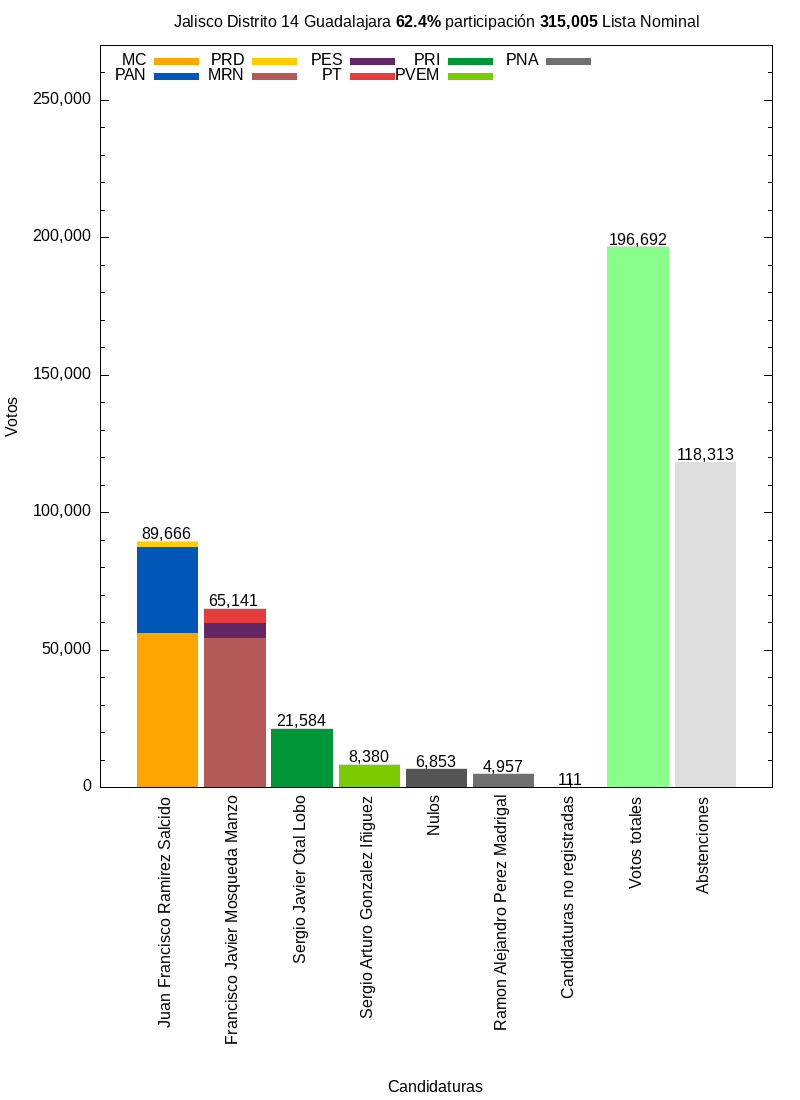 Jalisco Distrito 14 Guadalajara 62.4% participación 315,005 Lista Nominal
MC PRD PES PRI PNA
PAN MRN PT PVEM
250,000
200,000
150,000
100,000
50,000
0
Votos
89,666
65,141
21,584
8,380
6,853
4,957
111
196,692
118,313
Juan Francisco Ramirez Salcido
Francisco Javier Mosqueda Manzo
Sergio Javier Otal Lobo
Sergio Arturo Gonzalez Iñiguez
Nulos
Ramon Alejandro Perez Madrigal
Candidaturas no registradas
Votos totales
Abstenciones
Candidaturas